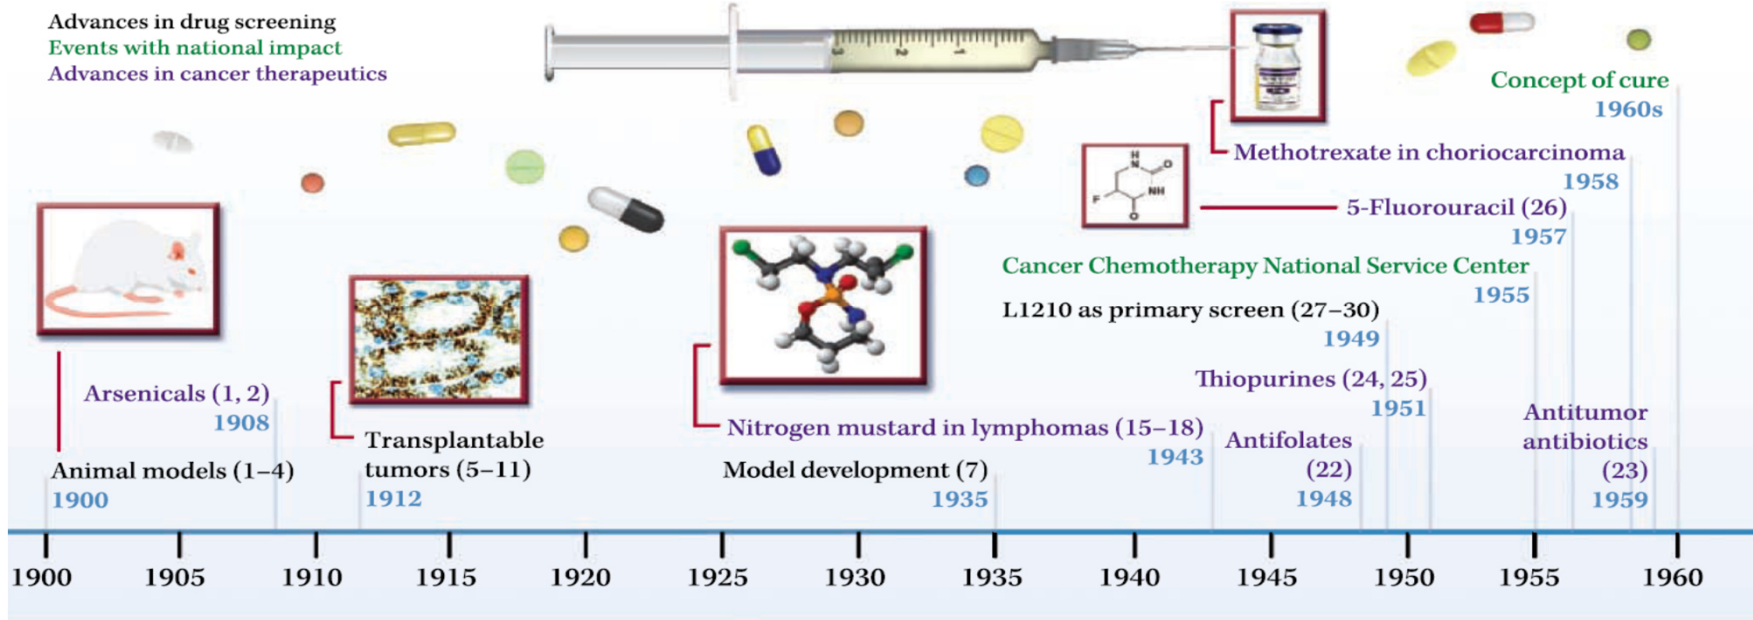 Advances in drug screening
Events with national impact
Advances in cancer therapeutics
3 2 1
Concept of cure
1960s
Methotrexate in choriocarcinoma
1958
H
N
O
NH
F
O
5-Fluorouracil (26)
1957
Cancer Chemotherapy National Service Center
1955
L1210 as primary screen (27–30)
1949
Thiopurines (24, 25)
1951
Arsenicals (1, 2)
1908
Animal models (1–4)
1900
Transplantable
tumors (5–11)
1912
Nitrogen mustard in lymphomas (15–18)
1943
Model development (7)
1935
Antifolates
(22)
1948
Antitumor
antibiotics
(23)
1959
1900 1905 1910 1915 1920 1925 1930 1935 1940 1945 1950 1955 1960